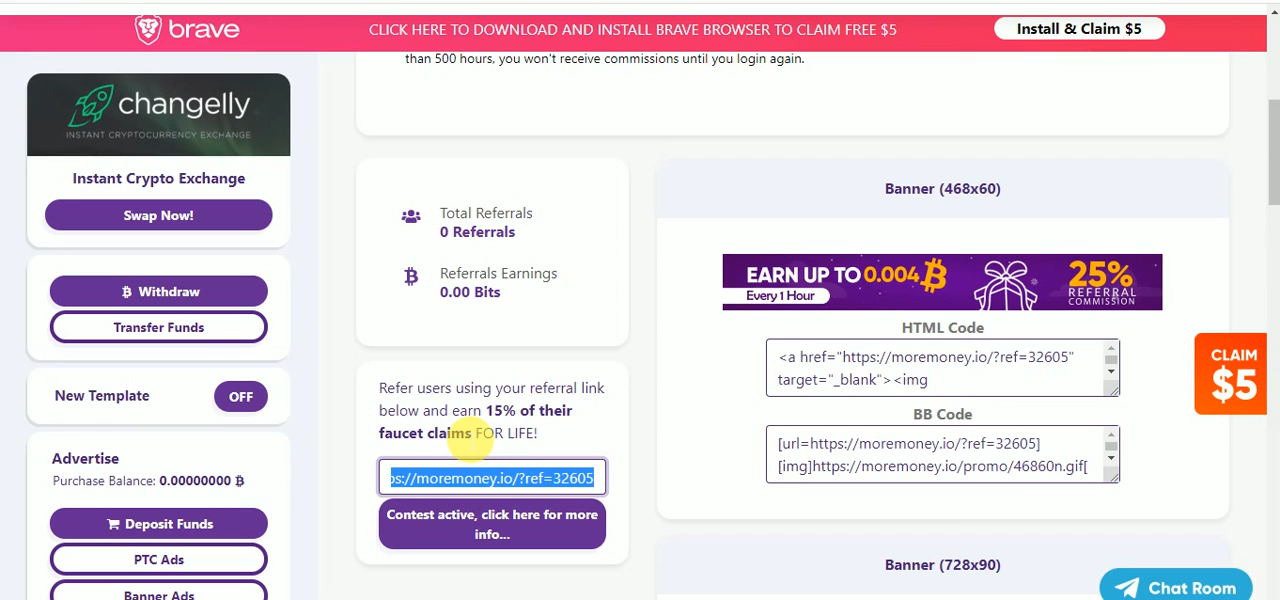 brave
CLICK HERE TO DOWNLOAD AND INSTALL BRAVE BROWSER TO CLAIM FREE $5
Install & Claim $5
than 500 hours, you won't receive commissions until you login again.
changelly
INSTANT CRYPTOCURRENCY EXCHANGE
Instant Crypto Exchange
Swap Now!
Withdraw
Transfer Funds
New Template
OFF
Advertise
Purchase Balance: 0.00000000 ₿
Deposit Funds
PTC Ads
Banner Ads
Total Referrals
0 Referrals
Referrals Earnings
0.00 Bits
Refer users using your referral link
below and earn 15% of their
faucet claims FOR LIFE!
ps://moremoney.io/?ref=32605
Contest active, click here for more
info...
Banner (468x60)
EARN UP TO 0.004 ₿
Every 1 Hour
25%
REFERRAL
COMMISSION
HTML Code
<a href="https://moremoney.io/?ref=32605"
target="_blank"><img
BB Code
[url=https://moremoney.io/?ref=32605]
[img]https://moremoney.io/promo/46860n.gif[
Banner (728x90)
CLAIM
$5
Chat Room